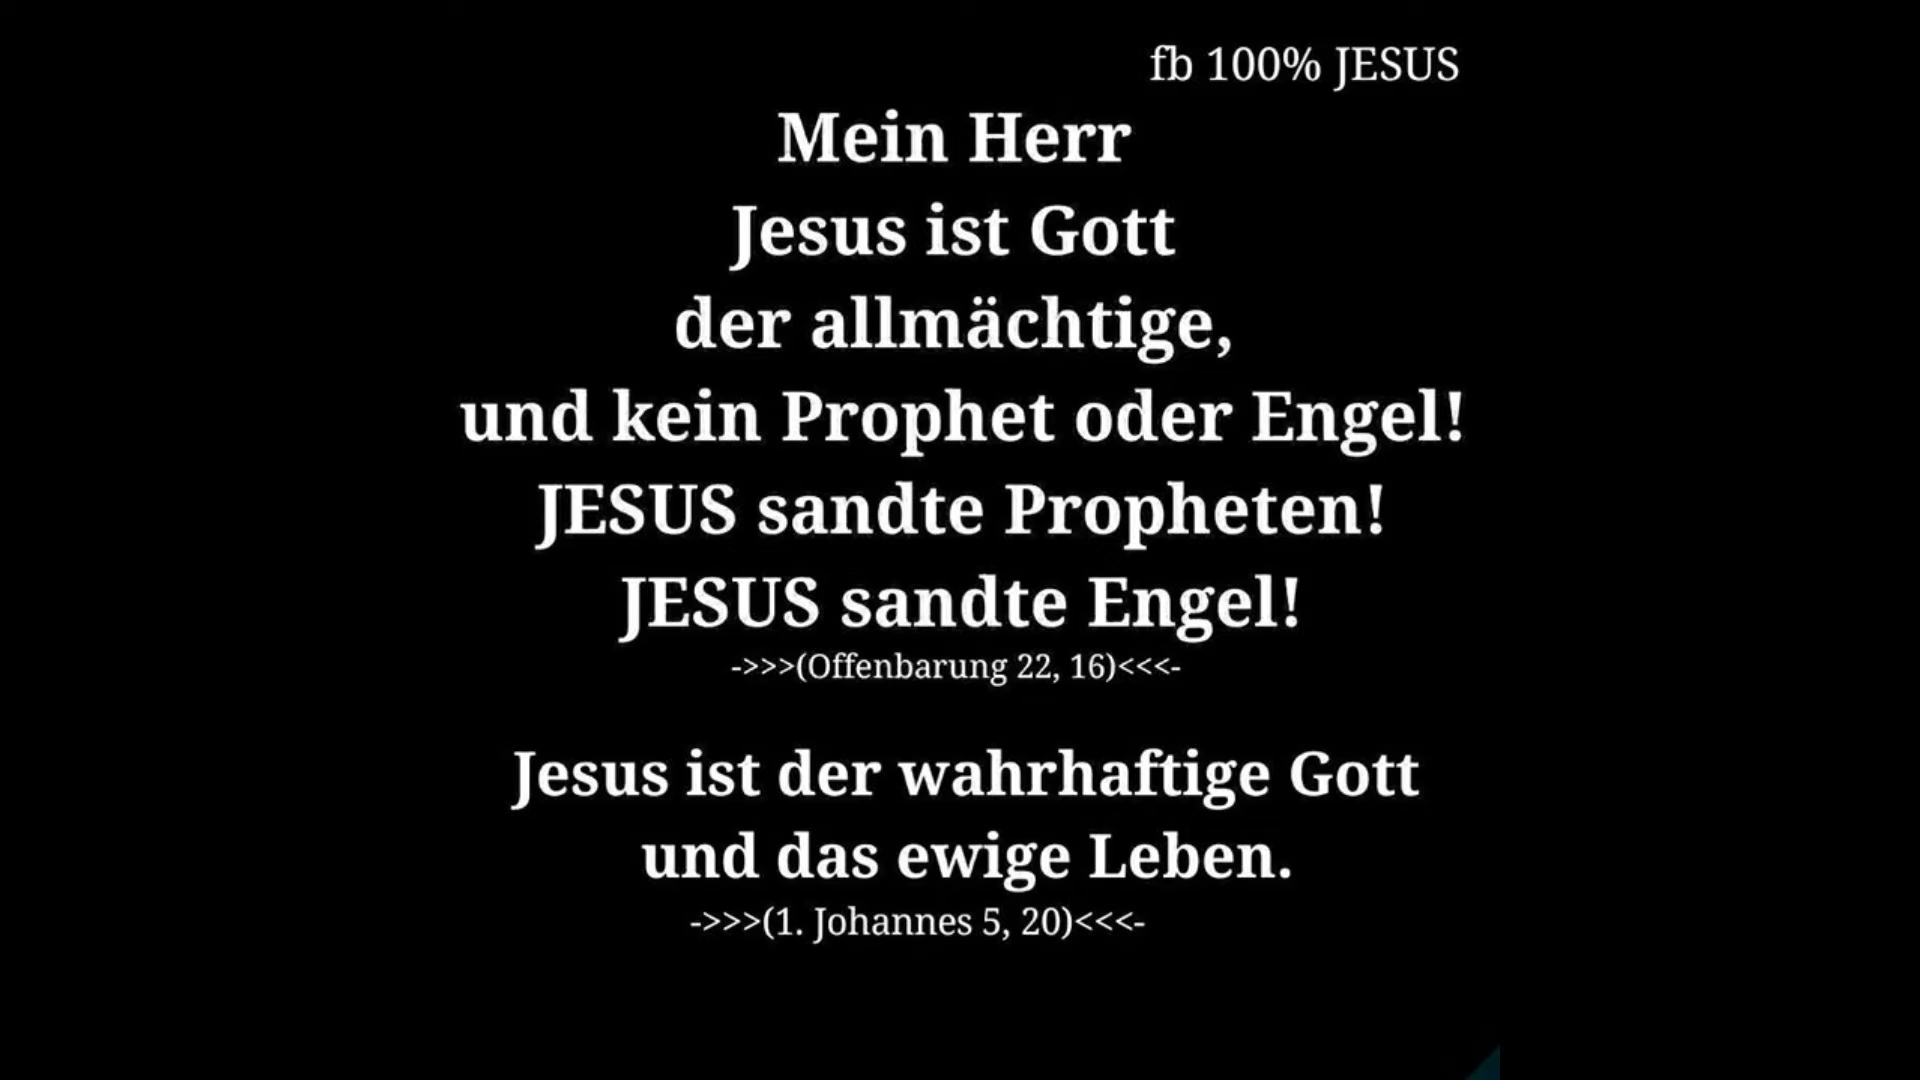 fb 100% JESUS
Mein Herr
Jesus ist Gott
der allmächtige,
und kein Prophet oder Engel!
JESUS sandte Propheten!
JESUS sandte Engel!
->>>(Offenbarung 22, 16)<<<-
Jesus ist der wahrhaftige Gott
und das ewige Leben.
->>>(1. Johannes 5, 20)<<<-